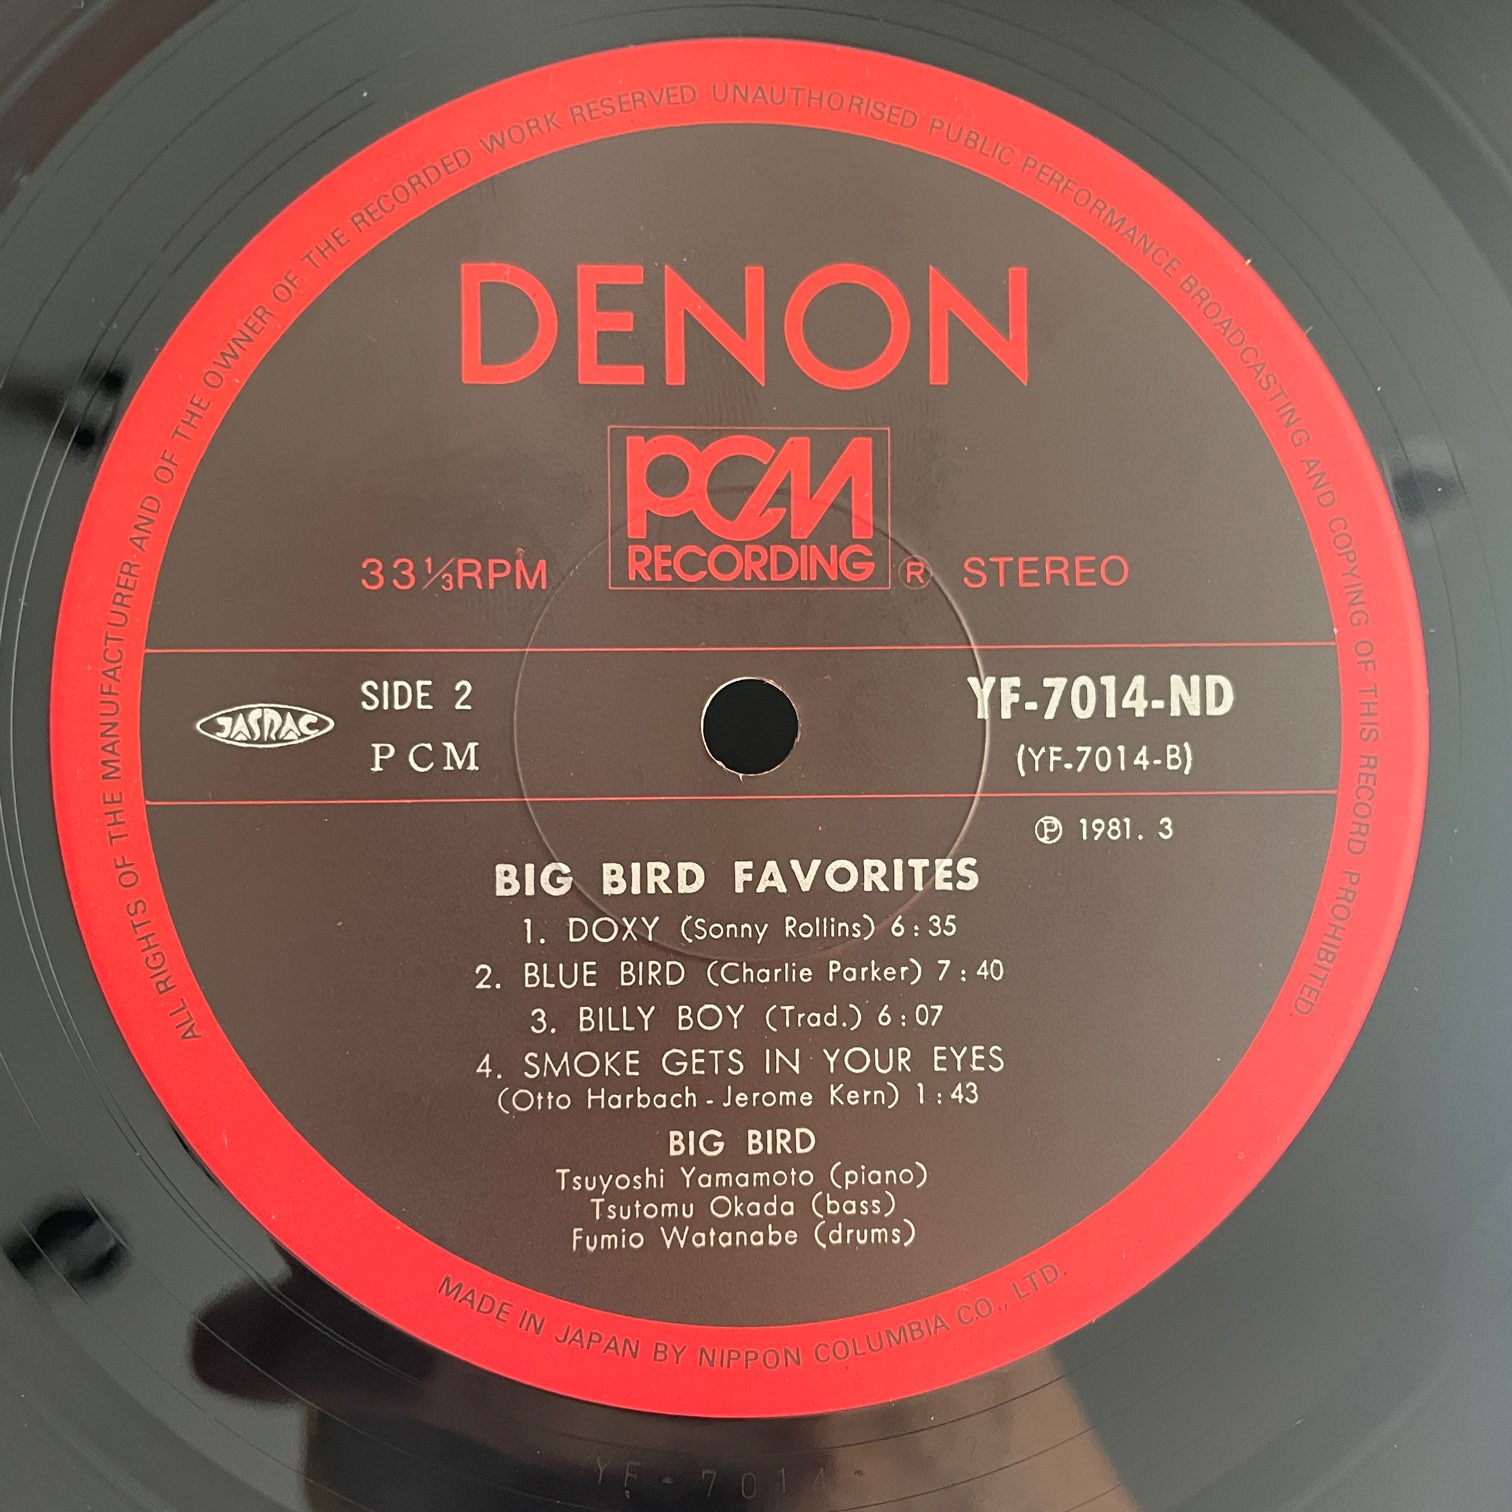 ALL RIGHTS OF THE MANUFACTURER AND OF THE OWNER OF THE RECORDED WORK RESERVED UNAUTHORISED PUBLIC PERFORMANCE BROADCASTING AND COPYING OF THIS RECORD PROHIBITED.
DENON
PCM
RECORDING
33⅓RPM
Ⓡ STEREO
JASRAC
SIDE 2
PCM
YF-7014-ND
(YF-7014-B)
Ⓟ 1981. 3
BIG BIRD FAVORITES
1. DOXY (Sonny Rollins) 6:35
2. BLUE BIRD (Charlie Parker) 7:40
3. BILLY BOY (Trad.) 6:07
4. SMOKE GETS IN YOUR EYES
(Otto Harbach-Jerome Kern) 1:43
BIG BIRD
Tsuyoshi Yamamoto (piano)
Tsutomu Okada (bass)
Fumio Watanabe (drums)
MADE IN JAPAN BY NIPPON COLUMBIA CO., LTD.
YF-7014-